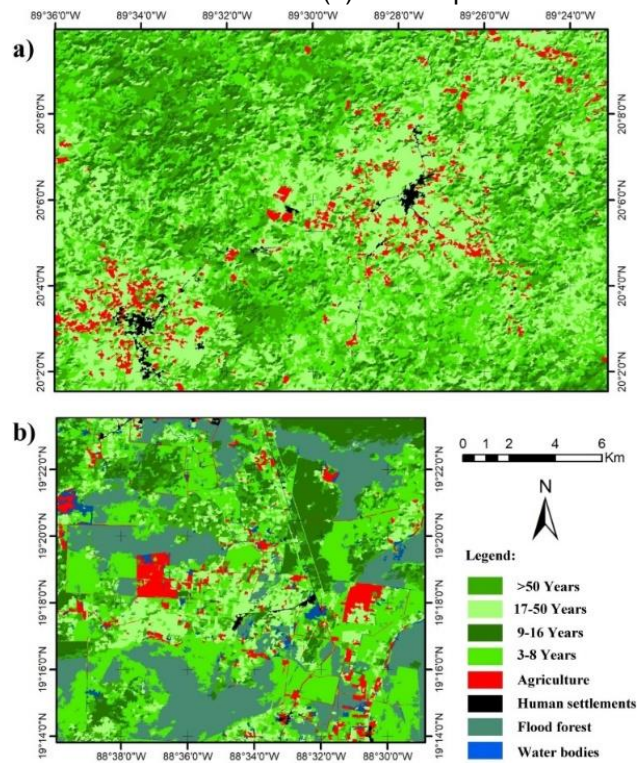 89°36'0"W 89°34'0"W 89°32'0"W 89°30'0"W 89°28'0"W 89°26'0"W 89°24'0"W
a)
20°8'0"N 20°8'0"N
20°6'0"N 20°6'0"N
20°4'0"N 20°4'0"N
20°2'0"N 20°2'0"N
b)
19°22'0"N 19°22'0"N
19°20'0"N 19°20'0"N
19°18'0"N 19°18'0"N
19°16'0"N 19°16'0"N
19°14'0"N 19°14'0"N
88°38'0"W 88°36'0"W 88°34'0"W 88°32'0"W 88°30'0"W
0 1 2 4 6
Km
N
Legend:
>50 Years
17-50 Years
9-16 Years
3-8 Years
Agriculture
Human settlements
Flood forest
Water bodies